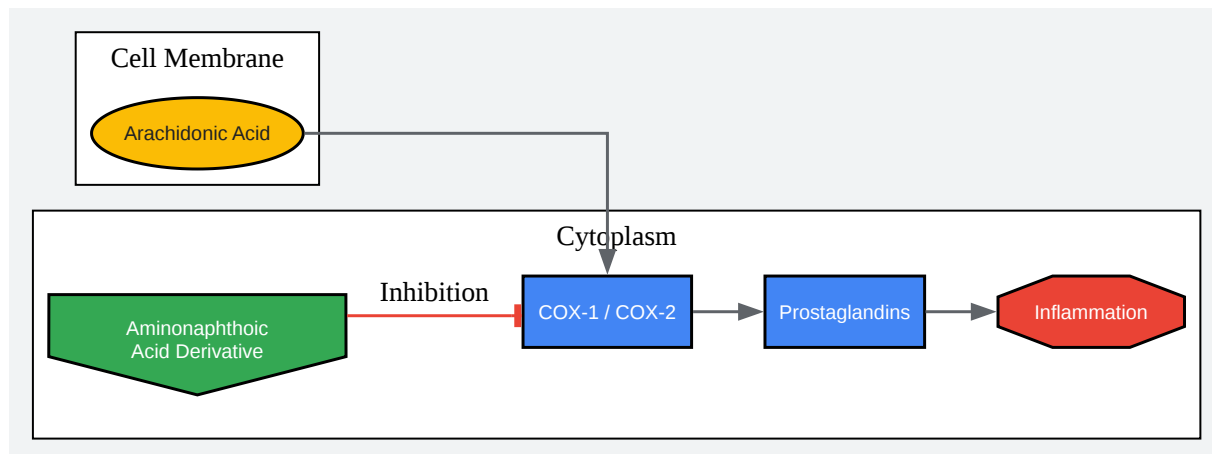 Cell Membrane
Arachidonic Acid
Cytoplasm
Inhibition
Aminonaphthoic
Acid Derivative
COX-1 / COX-2
Prostaglandins
Inflammation